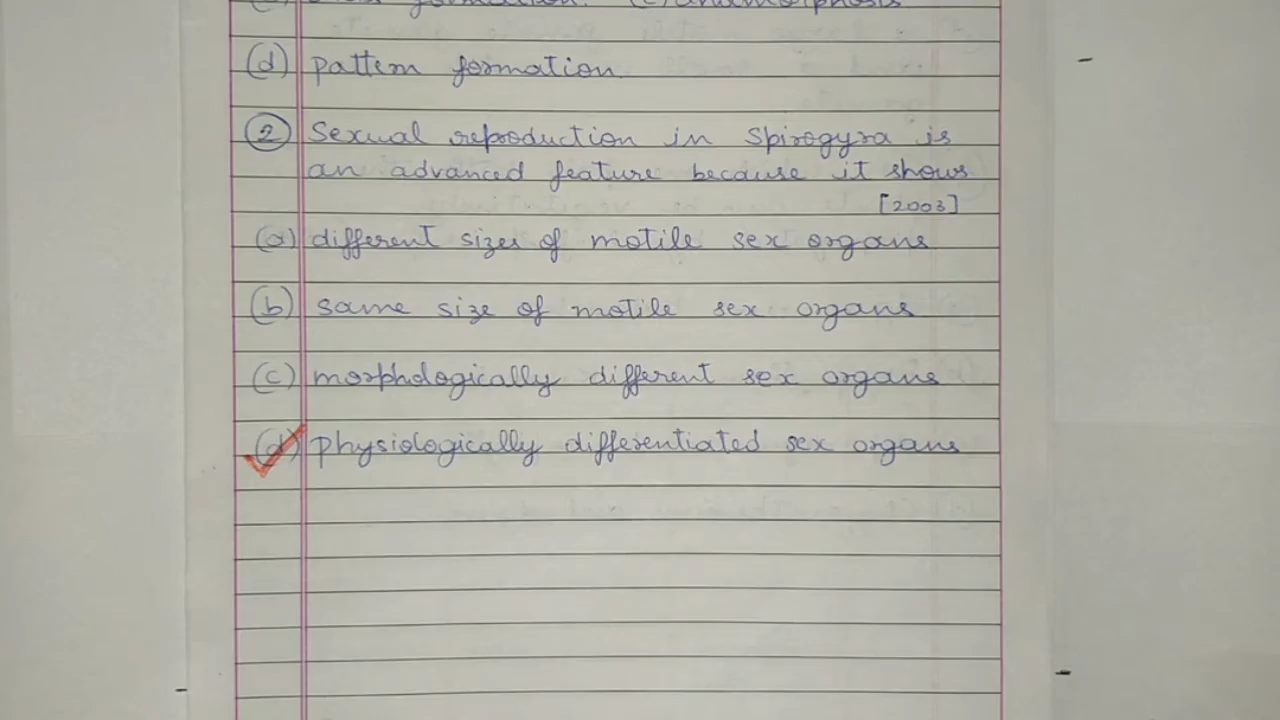 formation. (c)
(d) pattern formation
(2) Sexual reproduction in Spirogyra is
an advanced feature because it shows
[2003]
(a) different sizes of motile sex organs
(b) same size of motile sex organs
(c) morphologically different sex organs
(d) physiologically differentiated sex organs